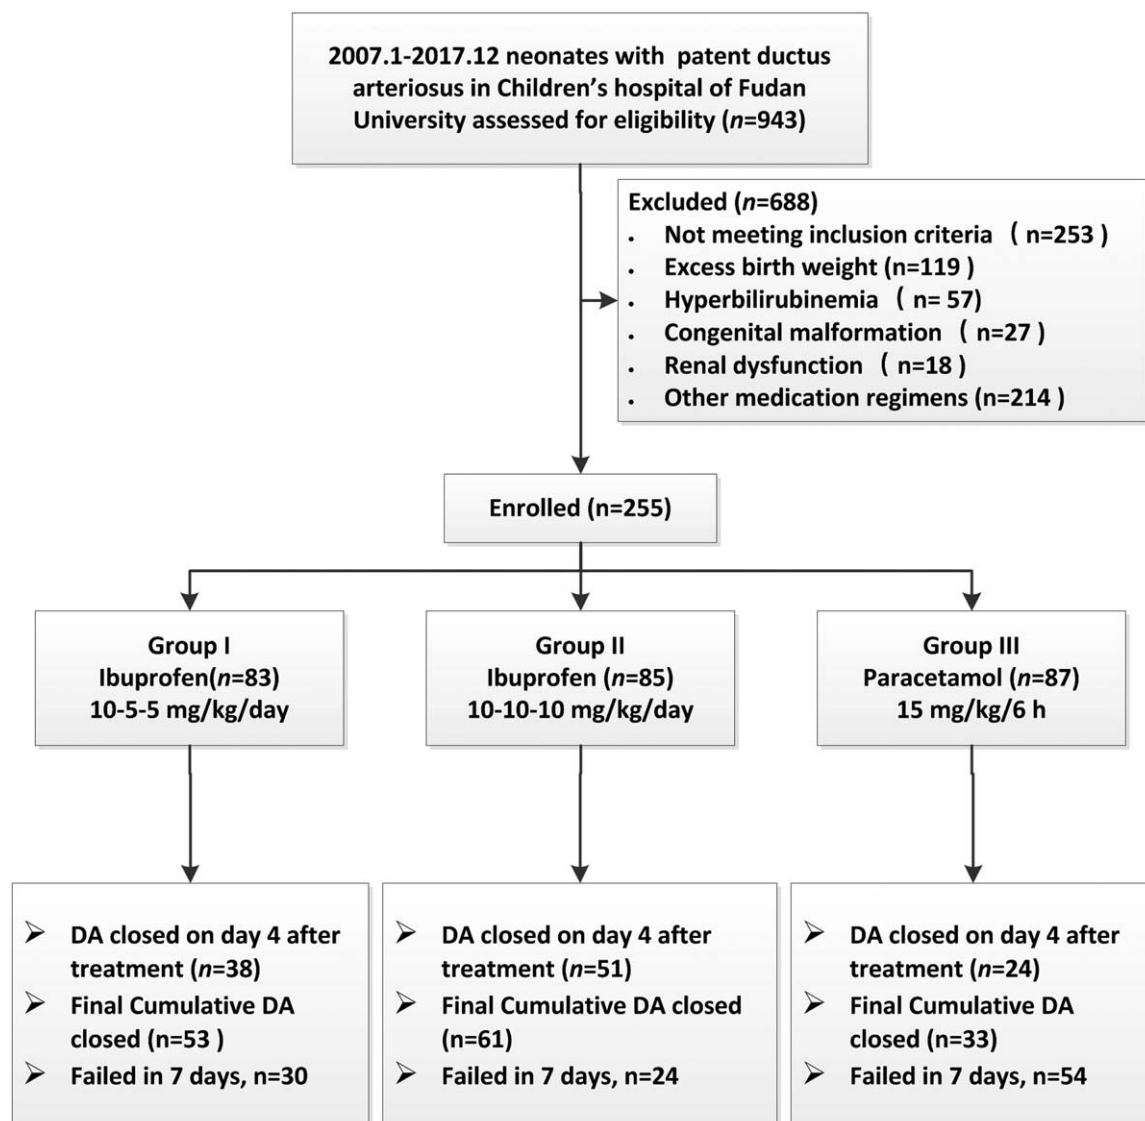 2007.1-2017.12 neonates with patent ductus
arteriosus in Children’s hospital of Fudan
University assessed for eligibility (n=943)
Excluded (n=688)
. Not meeting inclusion criteria ( n=253 )
. Excess birth weight (n=119 )
. Hyperbilirubinemia ( n= 57)
. Congenital malformation ( n=27 )
. Renal dysfunction ( n=18 )
. Other medication regimens (n=214 )
Enrolled (n=255)
Group I
Ibuprofen(n=83)
10-5-5 mg/kg/day
Group II
Ibuprofen (n=85)
10-10-10 mg/kg/day
Group III
Paracetamol (n=87)
15 mg/kg/6 h
➢ DA closed on day 4 after
treatment (n=38)
➢ Final Cumulative DA
closed (n=53 )
➢ Failed in 7 days, n=30
➢ DA closed on day 4 after
treatment (n=51)
➢ Final Cumulative DA closed
(n=61)
➢ Failed in 7 days, n=24
➢ DA closed on day 4 after
treatment (n=24)
➢ Final Cumulative DA
closed (n=33)
➢ Failed in 7 days, n=54